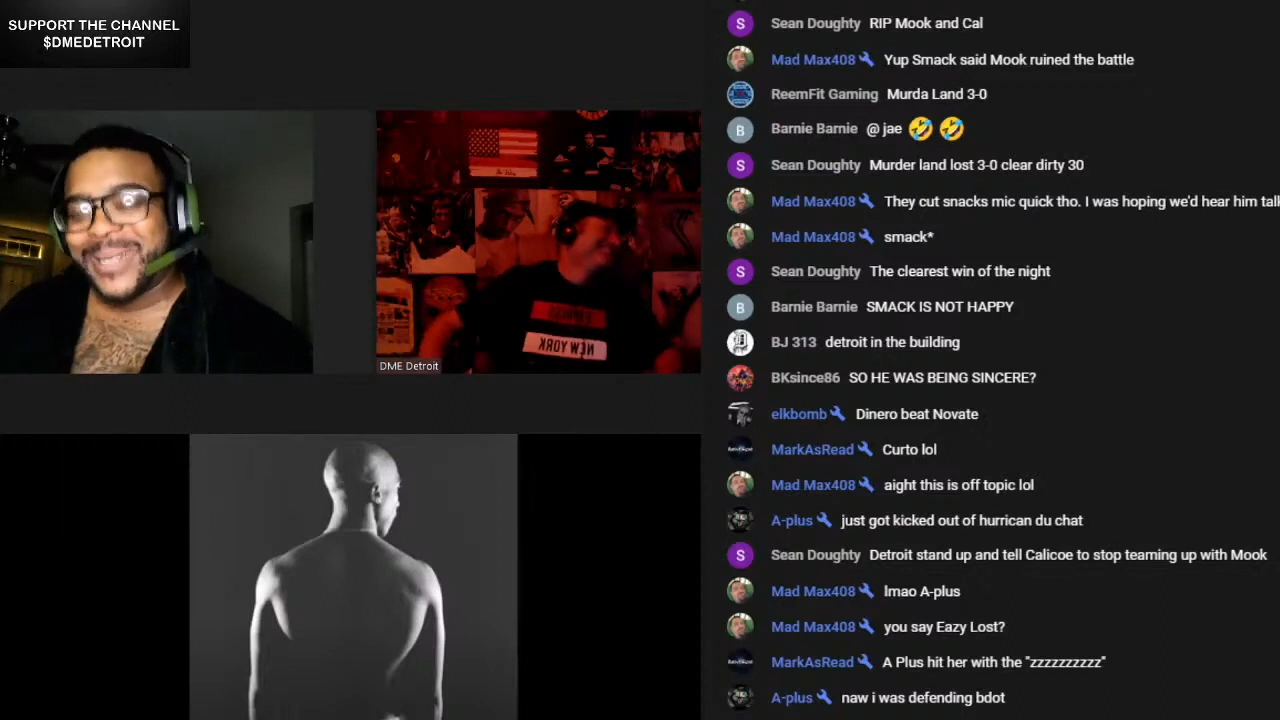 SUPPORT THE CHANNEL
$DMEDETROIT
NEW YORK
DME Detroit
S Sean Doughty RIP Mook and Cal
Mad Max408 Yup Smack said Mook ruined the battle
ReemFit Gaming Murda Land 3-0
B Barnie Barnie @ jae 🤣 🤣
S Sean Doughty Murder land lost 3-0 clear dirty 30
Mad Max408 They cut snacks mic quick tho. I was hoping we'd hear him tal
Mad Max408 smack*
S Sean Doughty The clearest win of the night
B Barnie Barnie SMACK IS NOT HAPPY
BJ 313 detroit in the building
BKsince86 SO HE WAS BEING SINCERE?
elkbomb Dinero beat Novate
MarkAsRead Curto lol
Mad Max408 aight this is off topic lol
A-plus just got kicked out of hurrican du chat
S Sean Doughty Detroit stand up and tell Calicoe to stop teaming up with Mook
Mad Max408 lmao A-plus
Mad Max408 you say Eazy Lost?
MarkAsRead A Plus hit her with the "zzzzzzzzzz"
A-plus naw i was defending bdot